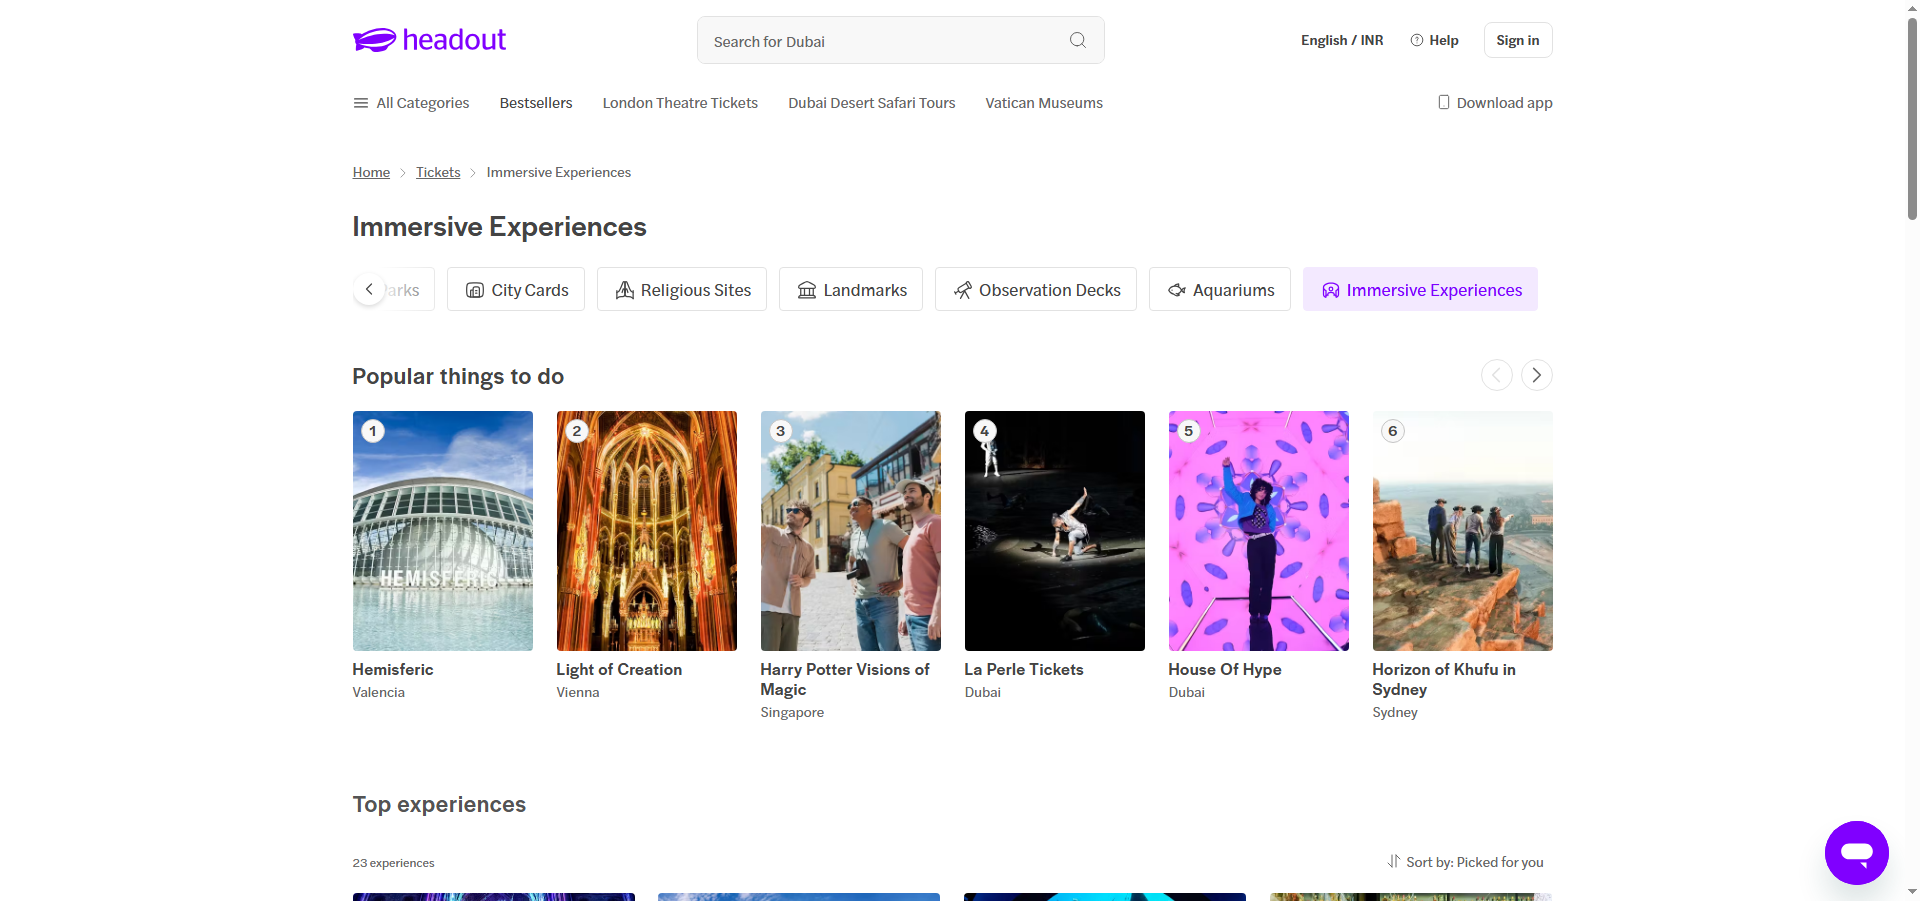 headout
Search for Dubai
English / INR
Help
Sign in
All Categories
Bestsellers
London Theatre Tickets
Dubai Desert Safari Tours
Vatican Museums
Download app
Home
Tickets
Immersive Experiences
Immersive Experiences
arks
City Cards
Religious Sites
Landmarks
Observation Decks
Aquariums
Immersive Experiences
Popular things to do
1
2
3
4
5
6
HEMISFERIC
Hemisferic
Valencia
Light of Creation
Vienna
Harry Potter Visions of
Magic
Singapore
La Perle Tickets
Dubai
House Of Hype
Dubai
Horizon of Khufu in
Sydney
Sydney
Top experiences
23 experiences
Sort by: Picked for you